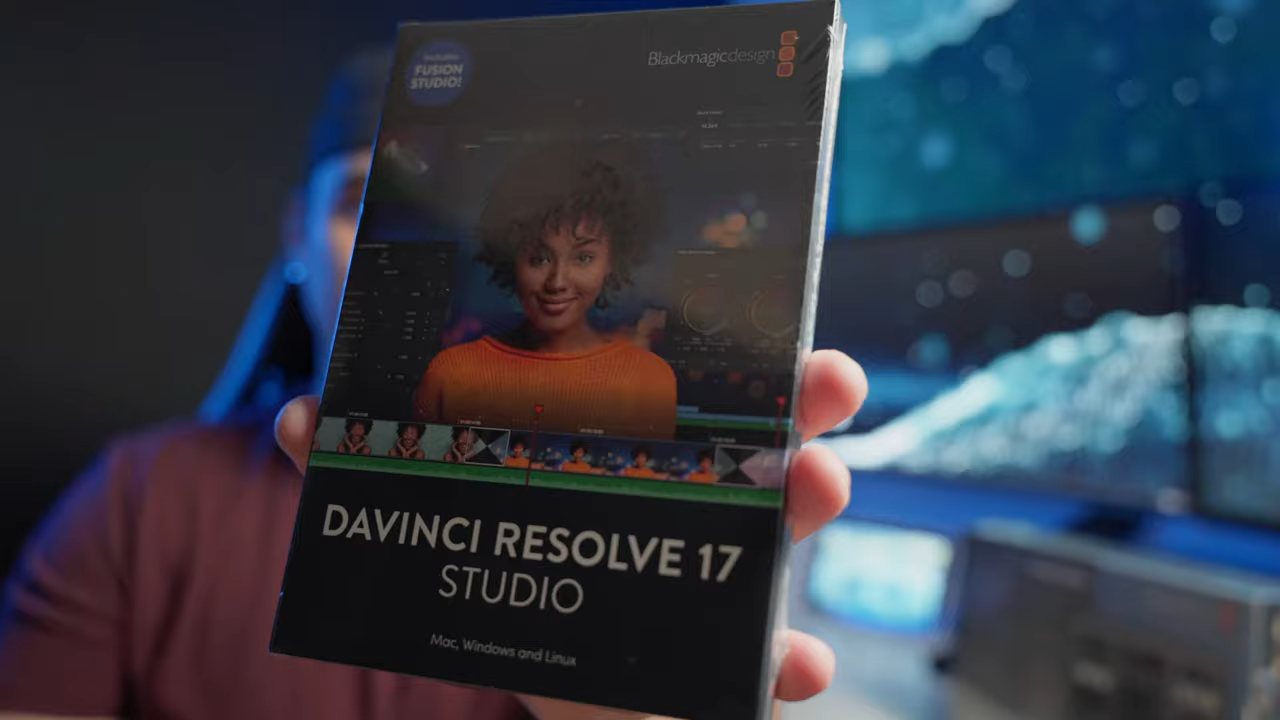 Includes
FUSION
STUDIO!
Blackmagicdesign
DAVINCI RESOLVE 17
STUDIO
Mac, Windows and Linux